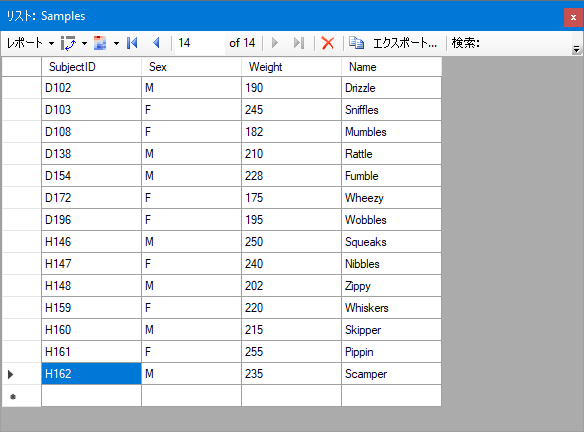 リスト: Samples
レポート 14 of 14 エクスポート... 検索:
SubjectID Sex Weight Name
D102 M 190 Drizzle
D103 F 245 Sniffles
D108 F 182 Mumbles
D138 M 210 Rattle
D154 M 228 Fumble
D172 F 175 Wheezy
D196 F 195 Wobbles
H146 M 250 Squeaks
H147 F 240 Nibbles
H148 M 202 Zippy
H159 F 220 Whiskers
H160 M 215 Skipper
H161 F 255 Pippin
H162 M 235 Scamper